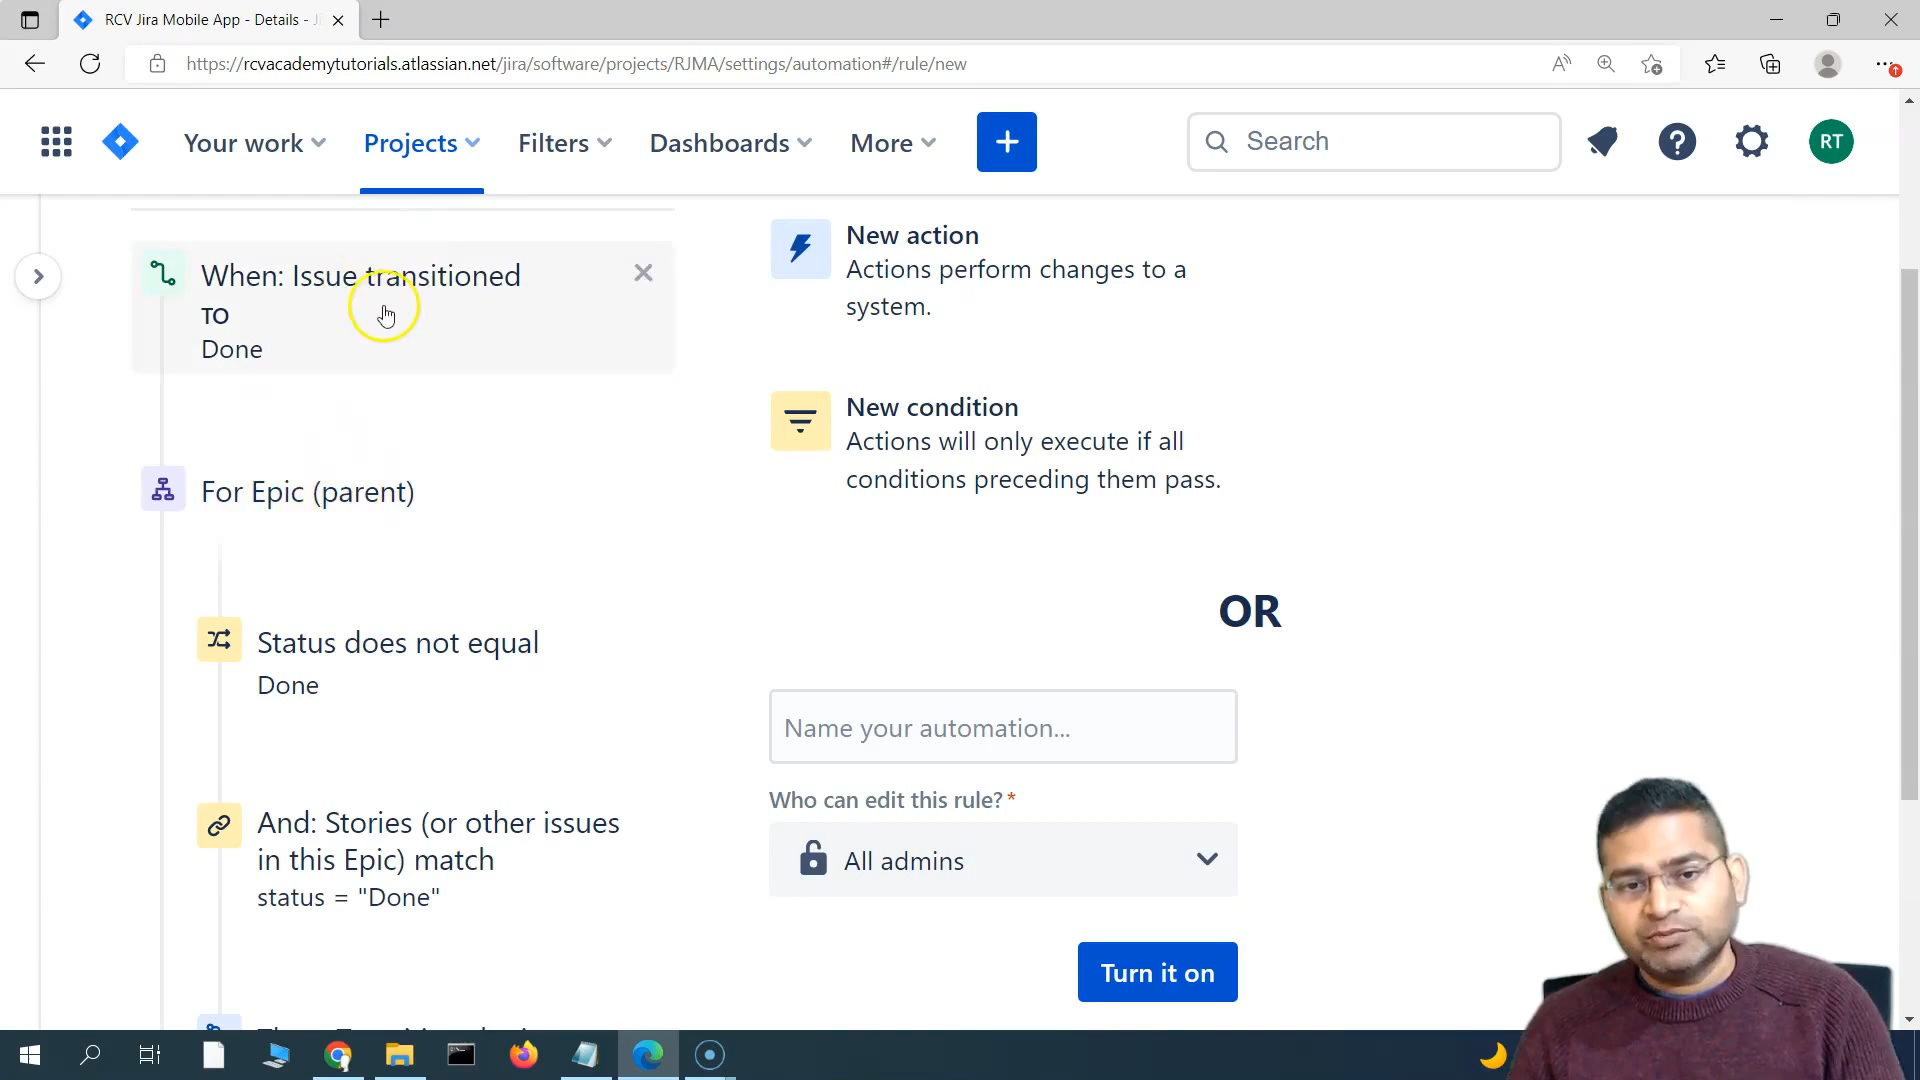 RCV Jira Mobile App - Details - Ji
https://rcvacademytutorials.atlassian.net/jira/software/projects/RJMA/settings/automation#/rule/new
Your work
Projects
Filters
Dashboards
More
Search
RT
When: Issue transitioned
TO
Done
For Epic (parent)
Status does not equal
Done
And: Stories (or other issues
in this Epic) match
status = "Done"
New action
Actions perform changes to a
system.
New condition
Actions will only execute if all
conditions preceding them pass.
OR
Name your automation...
Who can edit this rule? *
All admins
Turn it on